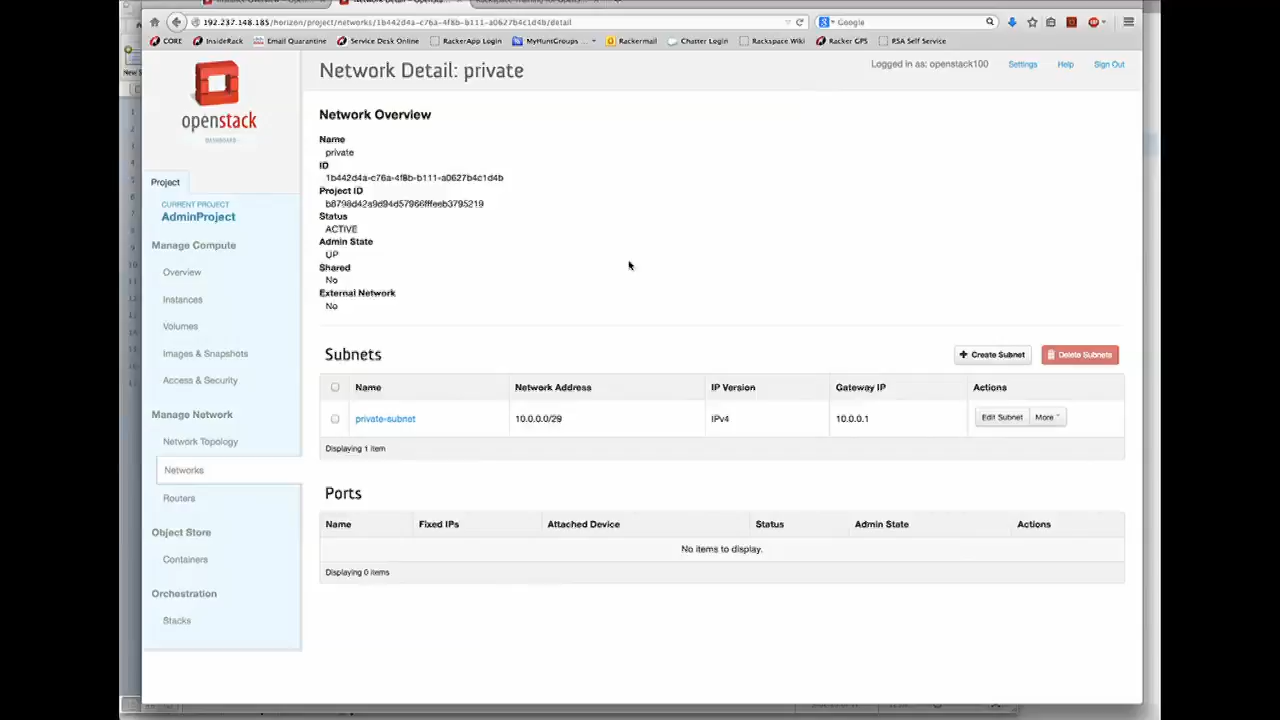 192.237.148.185/horizon/project/networks/1b442d4a-c76a-4f8b-b111-a0627b4c1d4b/detail
Google
CORE
InsideRack
Email Quarantine
Service Desk Online
RackerApp Login
MyHuntGroups ...
Rackermail
Chatter Login
Rackspace Wiki
Racker GPS
PSA Self Service
openstack
DASHBOARD
Network Detail: private
Logged in as: openstack100
Settings
Help
Sign Out
Project
CURRENT PROJECT
AdminProject
Manage Compute
Overview
Instances
Volumes
Images & Snapshots
Access & Security
Manage Network
Network Topology
Networks
Routers
Object Store
Containers
Orchestration
Stacks
Network Overview
Name
private
ID
1b442d4a-c76a-4f8b-b111-a0627b4c1d4b
Project ID
Status
ACTIVE
Admin State
UP
Shared
No
External Network
No
Subnets
Create Subnet
Delete Subnets
Name Network Address IP Version Gateway IP Actions
private-subnet 10.0.0.0/29 IPv4 10.0.0.1 Edit Subnet More
Displaying 1 item
Ports
Name Fixed IPs Attached Device Status Admin State Actions
No items to display.
Displaying 0 items